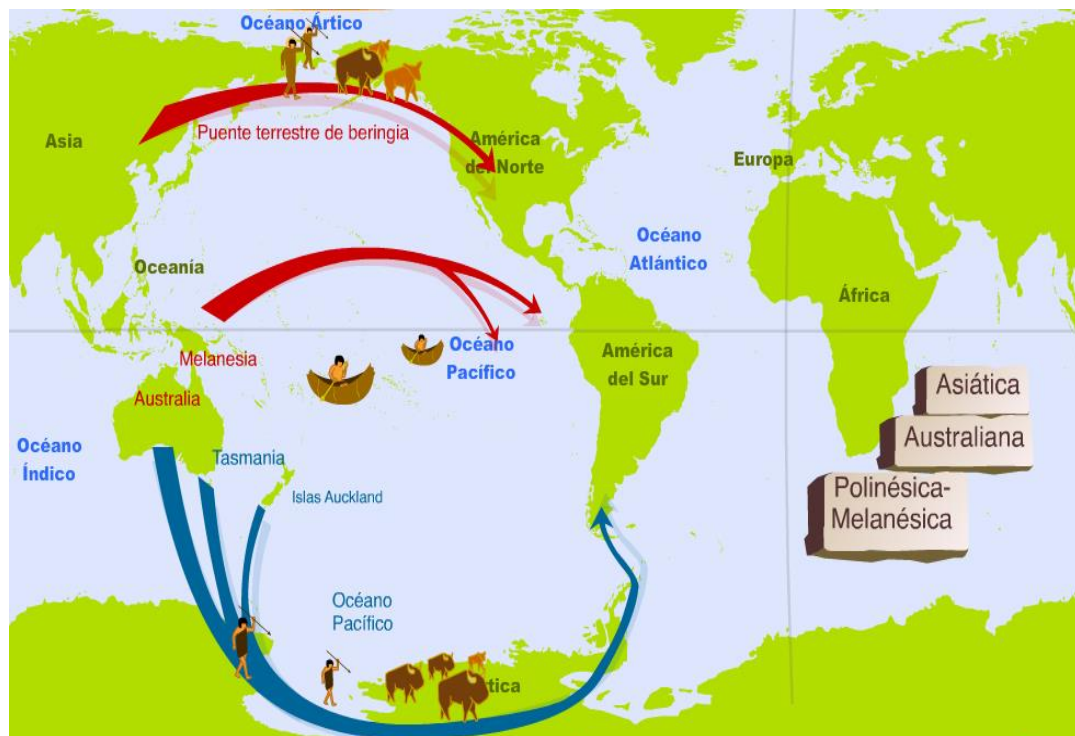 Océano Ártico
Asia
Puente terrestre de beringia
América
del Norte
Europa
Oceanía
Océano
Atlántico
África
Melanesia
Océano
Pacífico
América
del Sur
Australia
Asiática
Australiana
Océano
Índico
Tasmania
Islas Auckland
Polinésica-
Melanésica
Océano
Pacífico
tica